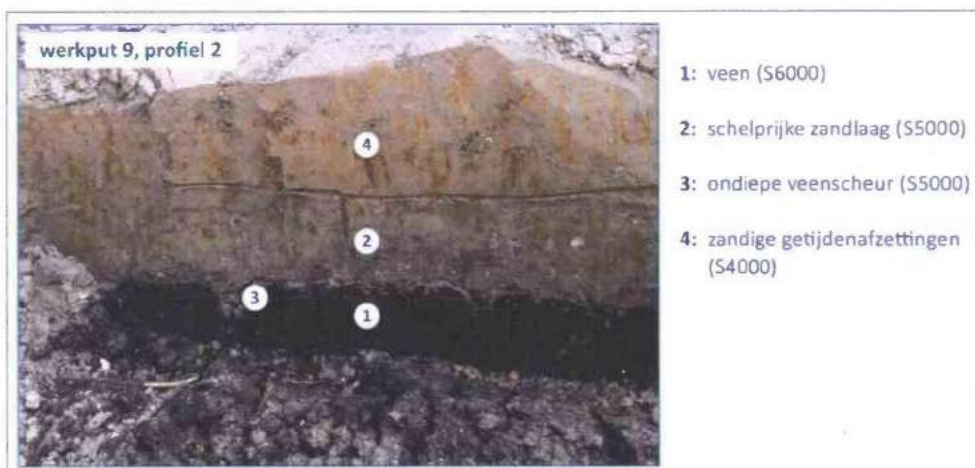 werkput 9, profiel 2
4
2
3
1
1: veen (S6000)
2: schelprijke zandlaag (S5000)
3: ondiepe veenscheur (S5000)
4: zandige getijdenafzettingen
(S4000)